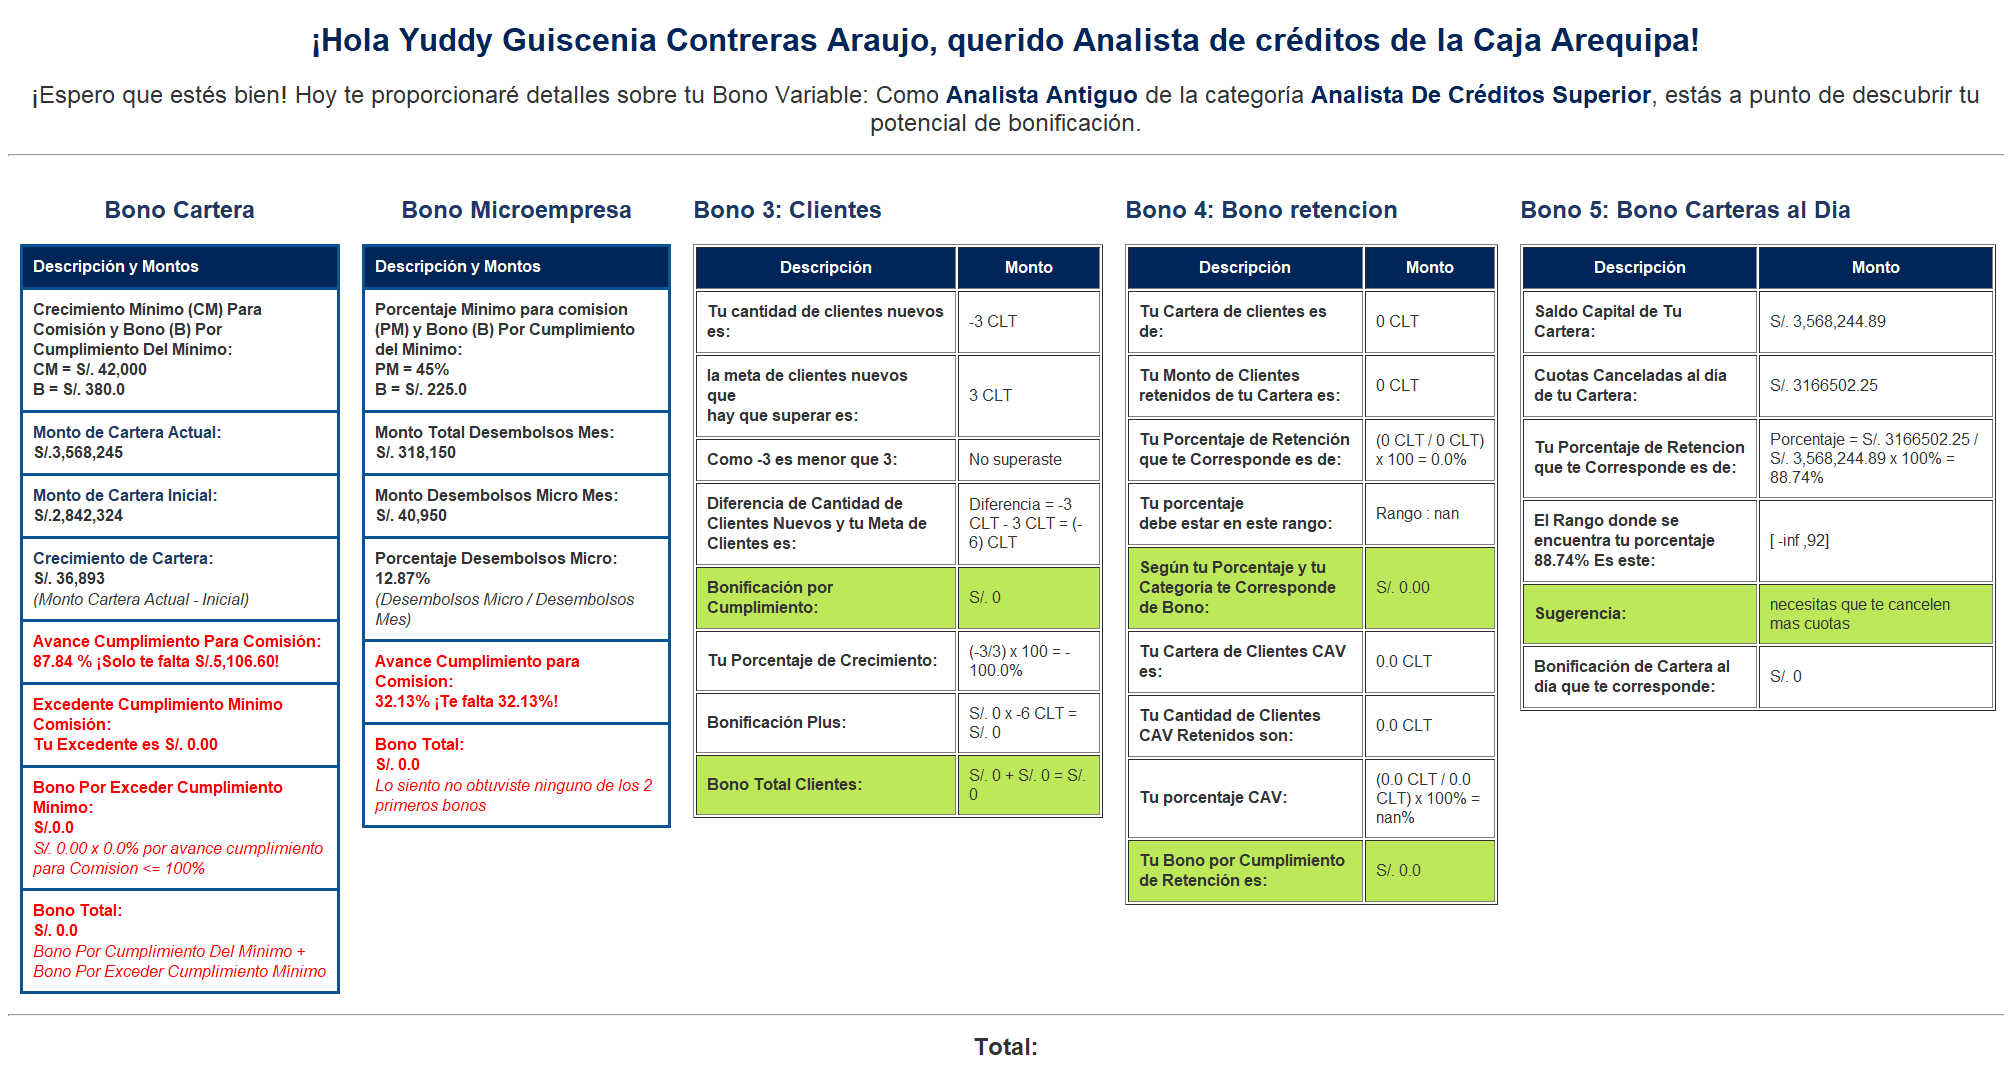 ¡Hola Yuddy Guiscenia Contreras Araujo, querido Analista de créditos de la Caja Arequipa!
¡Espero que estés bien! Hoy te proporcionaré detalles sobre tu Bono Variable: Como Analista Antiguo de la categoría Analista De Créditos Superior, estás a punto de descubrir tu
potencial de bonificación.
Bono Cartera
Descripción y Montos
Crecimiento Mínimo (CM) Para
Comisión y Bono (B) Por
Cumplimiento Del Mínimo:
CM = S/. 42,000
B = S/. 380.0
Monto de Cartera Actual:
S/.3,568,245
Monto de Cartera Inicial:
S/.2,842,324
Crecimiento de Cartera:
S/. 36,893
(Monto Cartera Actual - Inicial)
Avance Cumplimiento Para Comisión:
87.84 % ¡Solo te falta S/.5,106.60!
Excedente Cumplimiento Mínimo
Comisión:
Tu Excedente es S/. 0.00
Bono Por Exceder Cumplimiento
Mínimo:
S/.0.0
S/. 0.00 x 0.0% por avance cumplimiento
para Comision <= 100%
Bono Total:
S/. 0.0
Bono Por Cumplimiento Del Mínimo +
Bono Por Exceder Cumplimiento Mínimo
Bono Microempresa
Descripción y Montos
Porcentaje Minimo para comision
(PM) y Bono (B) Por Cumplimiento
del Minimo:
PM = 45%
B = S/. 225.0
Monto Total Desembolsos Mes:
S/. 318,150
Monto Desembolsos Micro Mes:
S/. 40,950
Porcentaje Desembolsos Micro:
12.87%
(Desembolsos Micro / Desembolsos
Mes)
Avance Cumplimiento para
Comision:
32.13% ¡Te falta 32.13%!
Bono Total:
S/. 0.0
Lo siento no obtuviste ninguno de los 2
primeros bonos
Bono 3: Clientes
Descripción Monto
Tu cantidad de clientes nuevos
es:
-3 CLT
la meta de clientes nuevos
que
hay que superar es:
3 CLT
Como -3 es menor que 3:
No superaste
Diferencia de Cantidad de
Clientes Nuevos y tu Meta de
Clientes es:
Diferencia = -3
CLT - 3 CLT = (-
6) CLT
Bonificación por
Cumplimiento:
S/. 0
Tu Porcentaje de Crecimiento:
(-3/3) x 100 = -
100.0%
Bonificación Plus:
S/. 0 x -6 CLT =
S/. 0
Bono Total Clientes:
S/. 0 + S/. 0 = S/.
0
Bono 4: Bono retencion
Descripción Monto
Tu Cartera de clientes es
de:
0 CLT
Tu Monto de Clientes
retenidos de tu Cartera es:
0 CLT
Tu Porcentaje de Retención
que te Corresponde es de:
(0 CLT / 0 CLT)
x 100 = 0.0%
Tu porcentaje
debe estar en este rango:
Rango : nan
Según tu Porcentaje y tu
Categoría te Corresponde
de Bono:
S/. 0.00
Tu Cartera de Clientes CAV
es:
0.0 CLT
Tu Cantidad de Clientes
CAV Retenidos son:
0.0 CLT
Tu porcentaje CAV:
(0.0 CLT / 0.0
CLT) x 100% =
nan%
Tu Bono por Cumplimiento
de Retención es:
S/. 0.0
Bono 5: Bono Carteras al Dia
Descripción Monto
Saldo Capital de Tu
Cartera:
S/. 3,568,244.89
Cuotas Canceladas al día
de tu Cartera:
S/. 3166502.25
Tu Porcentaje de Retencion
que te Corresponde es de:
Porcentaje = S/. 3166502.25 /
S/. 3,568,244.89 x 100% =
88.74%
El Rango donde se
encuentra tu porcentaje
88.74% Es este:
[ -inf ,92]
Sugerencia:
necesitas que te cancelen
mas cuotas
Bonificación de Cartera al
día que te corresponde:
S/. 0
Total: